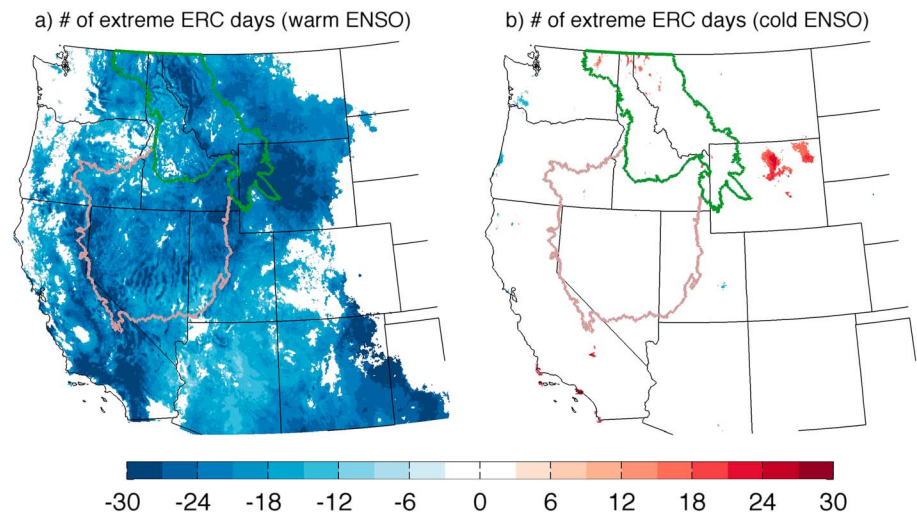 a) # of extreme ERC days (warm ENSO)
b) # of extreme ERC days (cold ENSO)
-30 -24 -18 -12 -6 0 6 12 18 24 30